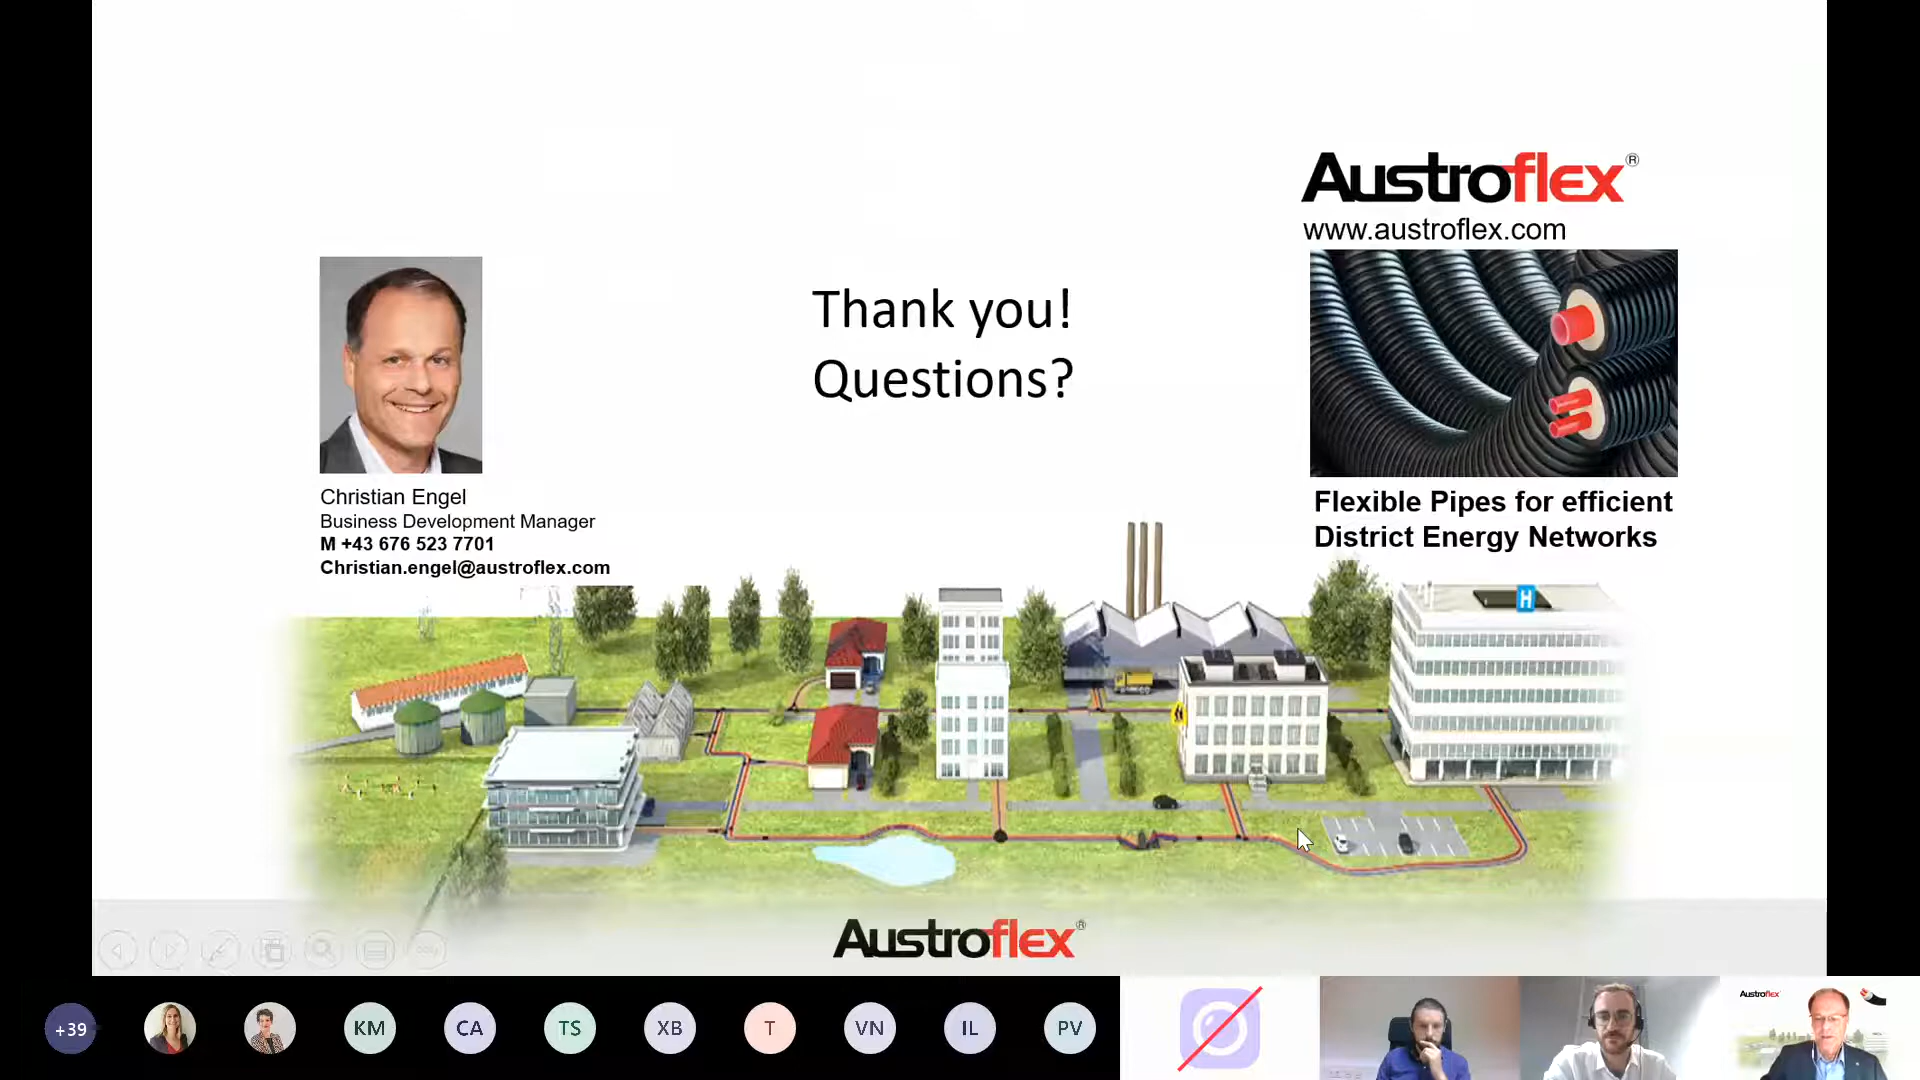 Austroflex®
www.austroflex.com
Thank you!
Questions?
Christian Engel
Business Development Manager
M +43 676 523 7701
Christian.engel@austroflex.com
Flexible Pipes for efficient
District Energy Networks
H
Austroflex®
+39
KM
CA
TS
XB
T
VN
IL
PV
Austroflex